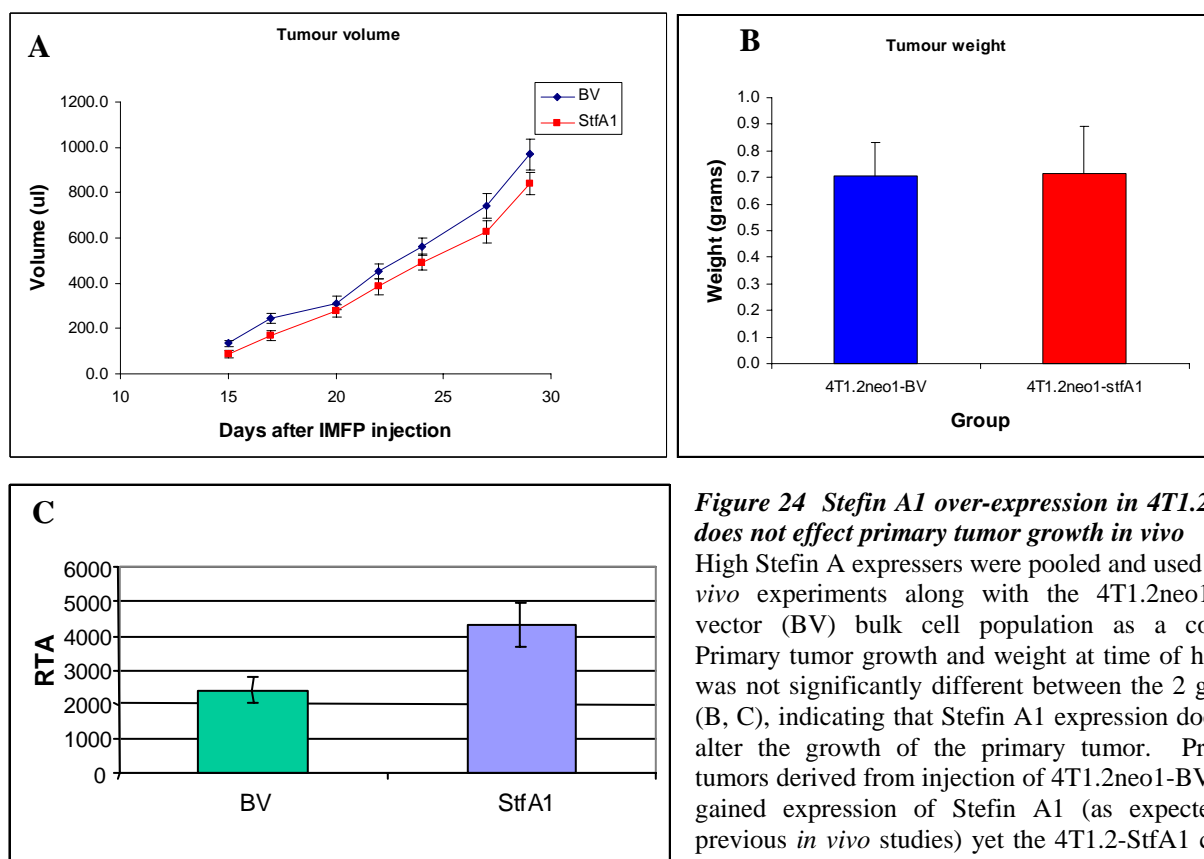 A
Tumour volume
BV
StfA1
1200.0
1000.0
800.0
600.0
400.0
200.0
0.0
Volume (ul)
10
15
20
25
30
Days after IMFP injection
B
Tumour weight
1.0
0.9
0.8
0.7
0.6
0.5
0.4
0.3
0.2
0.1
0.0
Weight (grams)
4T1.2neo1-BV
4T1.2neo1-stfA1
Group
C
6000
5000
4000
3000
2000
1000
0
RTA
BV
StfA1
Figure 24 Stefin A1 over-expression in 4T1.2
does not effect primary tumor growth in vivo
High Stefin A expressers were pooled and used
vivo experiments along with the 4T1.2neo1
vector (BV) bulk cell population as a co
Primary tumor growth and weight at time of h
was not significantly different between the 2 g
(B, C), indicating that Stefin A1 expression doe
alter the growth of the primary tumor. Pr
tumors derived from injection of 4T1.2neo1-BV
gained expression of Stefin A1 (as expecte
previous in vivo studies) yet the 4T1.2-StfA1 c